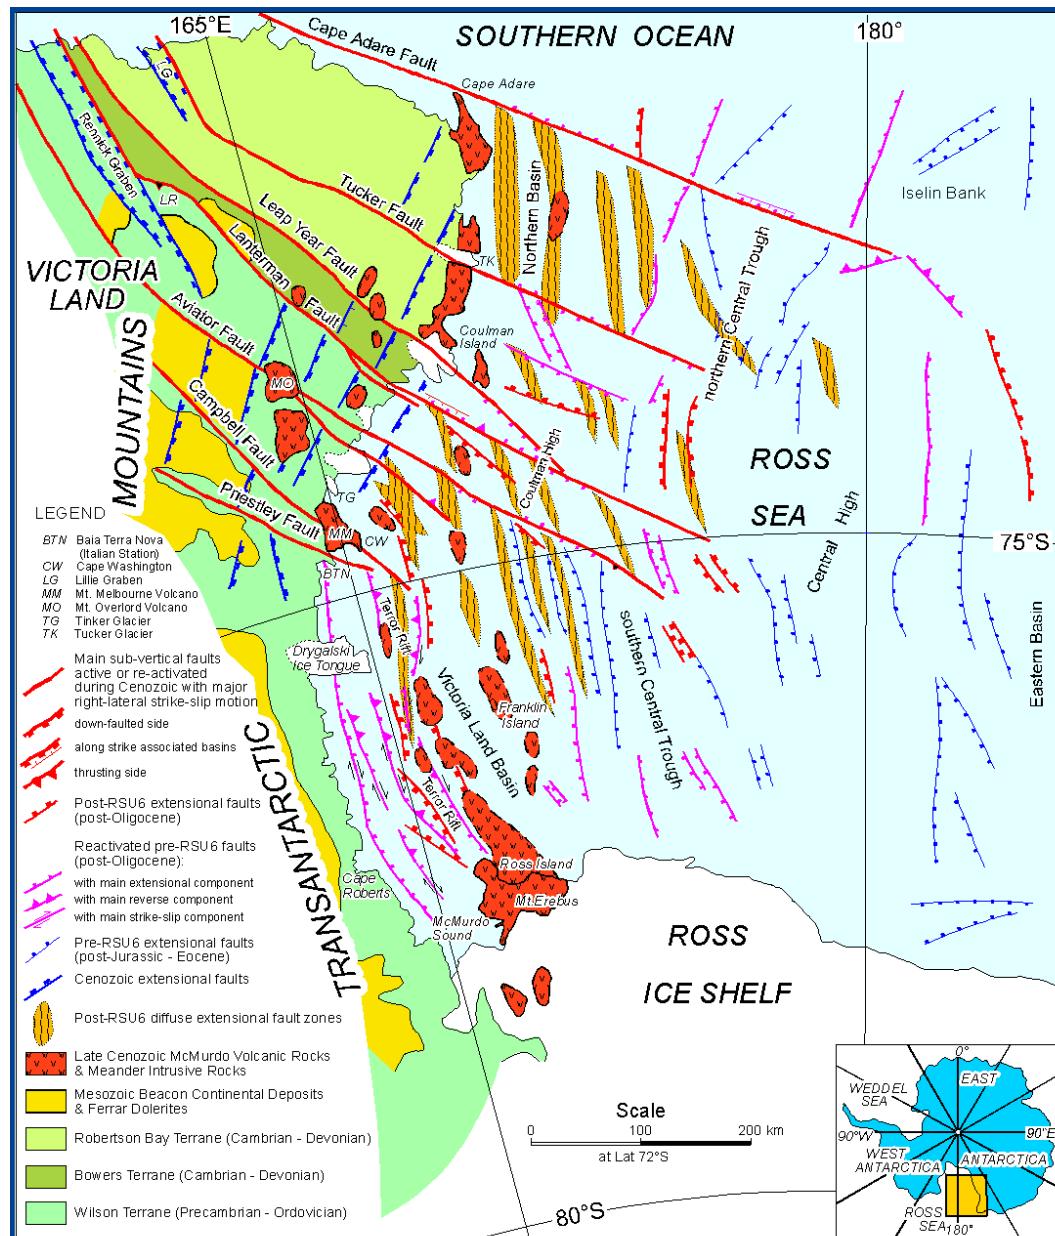 165°E
SOUTHERN OCEAN
180°
Cape Adare Fault
Cape Adare
LG
Rennick Graben
LR
Tucker Fault
Leap Year Fault
Lanterman Fault
Northern Basin
Iselin Bank
TK
VICTORIA
LAND
Aviator Fault
Coulman
Island
northern Central Trough
MO
Campbell Fault
Coulman High
ROSS
SEA
Priestley Fault
TG
MM
CW
BTN
Central High
75°S
TRANSANTARCTIC MOUNTAINS
Terror Rift
Drygalski
Ice Tongue
Victoria Land Basin
Franklin
Island
southern Central Trough
Eastern Basin
Terror Rift
Ross Island
Mt.Erebus
Cape
Roberts
McMurdo
Sound
ROSS
ICE SHELF
80°S
LEGEND
BTN Baia Terra Nova
(Italian Station)
CW Cape Washington
LG Lillie Graben
MM Mt. Melbourne Volcano
MO Mt. Overlord Volcano
TG Tinker Glacier
TK Tucker Glacier
Main sub-vertical faults
active or re-activated
during Cenozoic with major
right-lateral strike-slip motion
down-faulted side
along strike associated basins
thrusting side
Post-RSU6 extensional faults
(post-Oligocene)
Reactivated pre-RSU6 faults
(post-Oligocene):
with main extensional component
with main reverse component
with main strike-slip component
Pre-RSU6 extensional faults
(post-Jurassic - Eocene)
Cenozoic extensional faults
Post-RSU6 diffuse extensional fault zones
Late Cenozoic McMurdo Volcanic Rocks
& Meander Intrusive Rocks
Mesozoic Beacon Continental Deposits
& Ferrar Dolerites
Robertson Bay Terrane (Cambrian - Devonian)
Bowers Terrane (Cambrian - Devonian)
Wilson Terrane (Precambrian - Ordovician)
Scale
0 100 200 km
at Lat 72°S
0°
WEDDEL
SEA
EAST
90°W
90°E
WEST
ANTARCTICA
ANTARCTICA
ROSS
SEA
180°